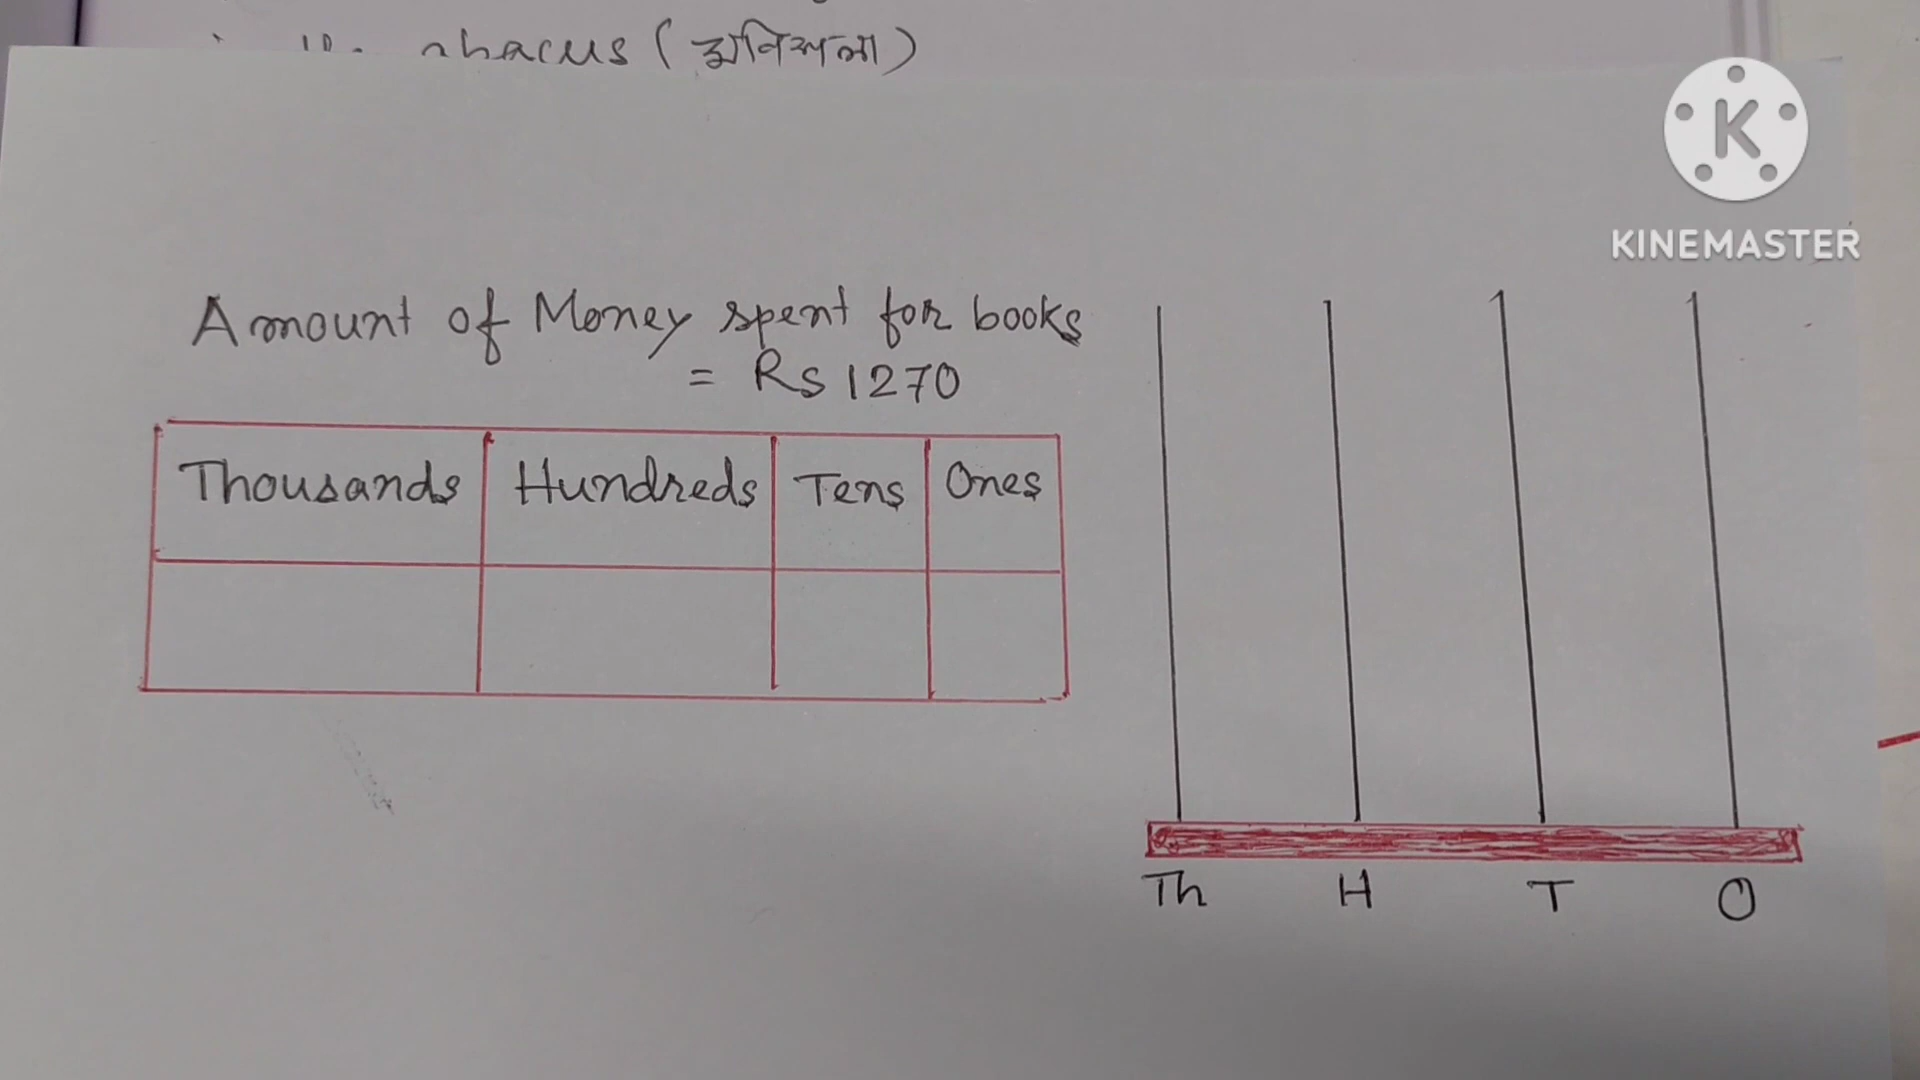 abacus (
Amount of Money spent for books
= Rs 1270
Thousands Hundreds Tens Ones
Th H T O
KINEMASTER